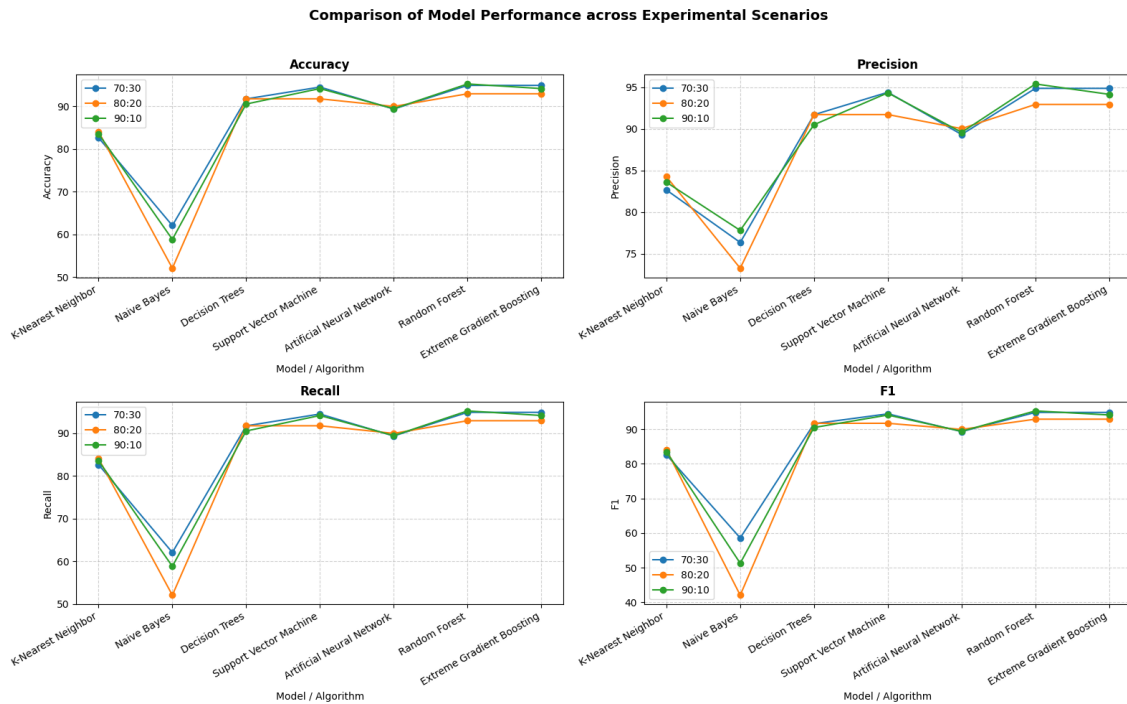 Comparison of Model Performance across Experimental Scenarios
Accuracy
70:30
80:20
90:10
90
80
70
60
50
Accuracy
K-Nearest Neighbor
Naive Bayes
Decision Trees
Support Vector Machine
Artificial Neural Network
Random Forest
Extreme Gradient Boosting
Model / Algorithm
Precision
70:30
80:20
90:10
95
90
85
80
75
Precision
K-Nearest Neighbor
Naive Bayes
Decision Trees
Support Vector Machine
Artificial Neural Network
Random Forest
Extreme Gradient Boosting
Model / Algorithm
Recall
70:30
80:20
90:10
90
80
70
60
50
Recall
K-Nearest Neighbor
Naive Bayes
Decision Trees
Support Vector Machine
Artificial Neural Network
Random Forest
Extreme Gradient Boosting
Model / Algorithm
F1
90
80
70
60
50
40
F1
70:30
80:20
90:10
K-Nearest Neighbor
Naive Bayes
Decision Trees
Support Vector Machine
Artificial Neural Network
Random Forest
Extreme Gradient Boosting
Model / Algorithm